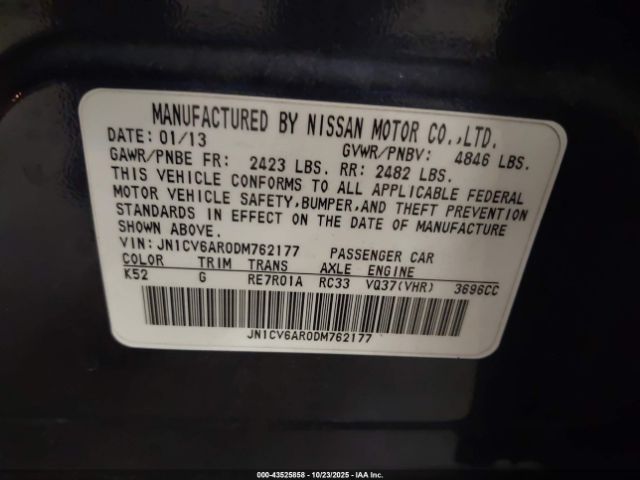 MANUFACTURED BY NISSAN MOTOR CO.,LTD.
DATE: 01/13 GVWR/PNBV: 4846 LBS.
GAWR/PNBE FR: 2423 LBS. RR: 2482 LBS.
THIS VEHICLE CONFORMS TO ALL APPLICABLE FEDERAL
MOTOR VEHICLE SAFETY,BUMPER,AND THEFT PREVENTION
STANDARDS IN EFFECT ON THE DATE OF MANUFACTURE
SHOWN ABOVE.
VIN: JN1CV6AR0DM762177 PASSENGER CAR
COLOR TRIM TRANS AXLE ENGINE
K52 G RE7R01A RC33 VQ37(VHR) 3696CC
JN1CV6AR0DM762177
000-43525858 - 10/23/2025 - IAAI, Inc.